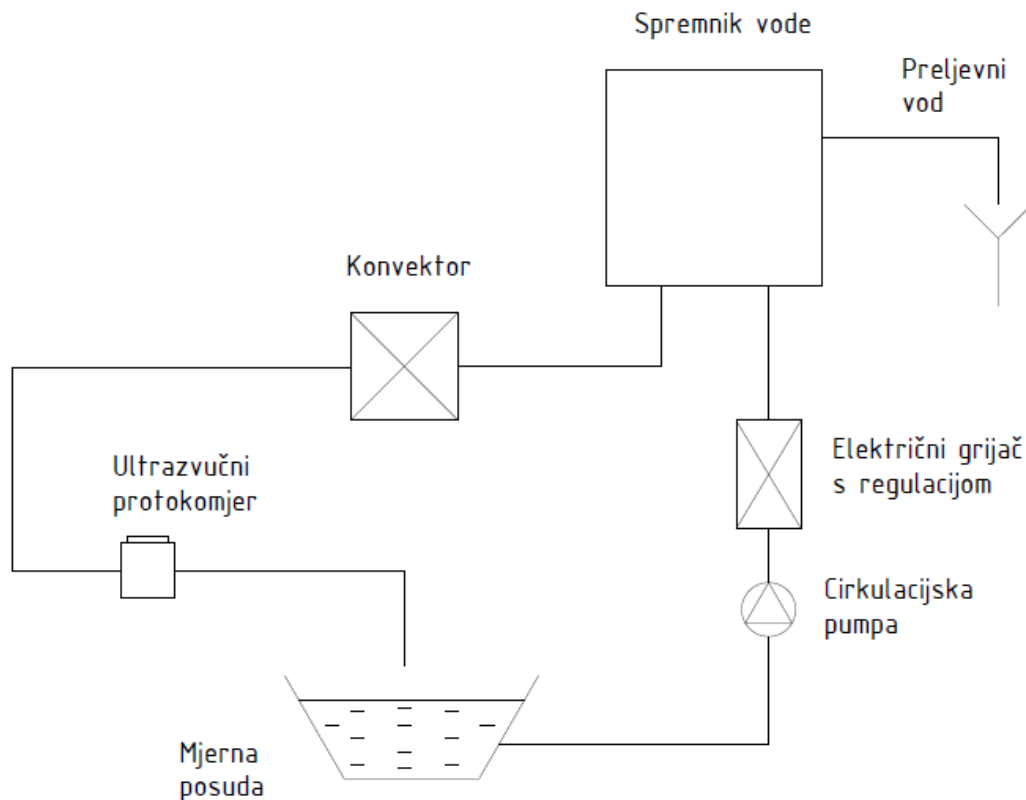 Spremnik vode
Preljevni
vod
Konvektor
Ultrazvučni
protokomjer
Električni grijač
s regulacijom
Cirkulacijska
pumpa
Mjerna
posuda